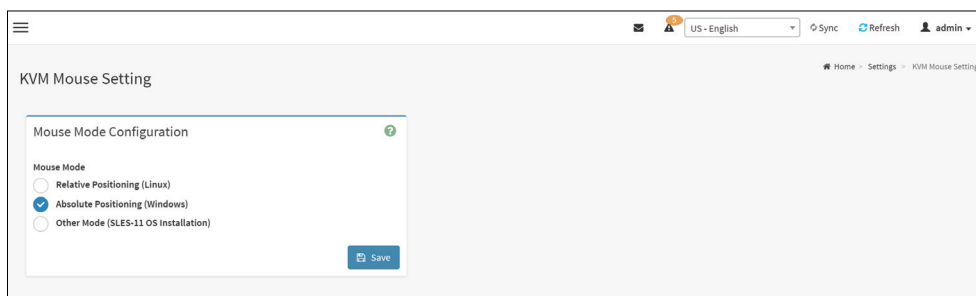 5
US - English
Sync
Refresh
admin
KVM Mouse Setting
Home > Settings > KVM Mouse Setting
Mouse Mode Configuration
?
Mouse Mode
Relative Positioning (Linux)
Absolute Positioning (Windows)
Other Mode (SLES-11 OS Installation)
Save